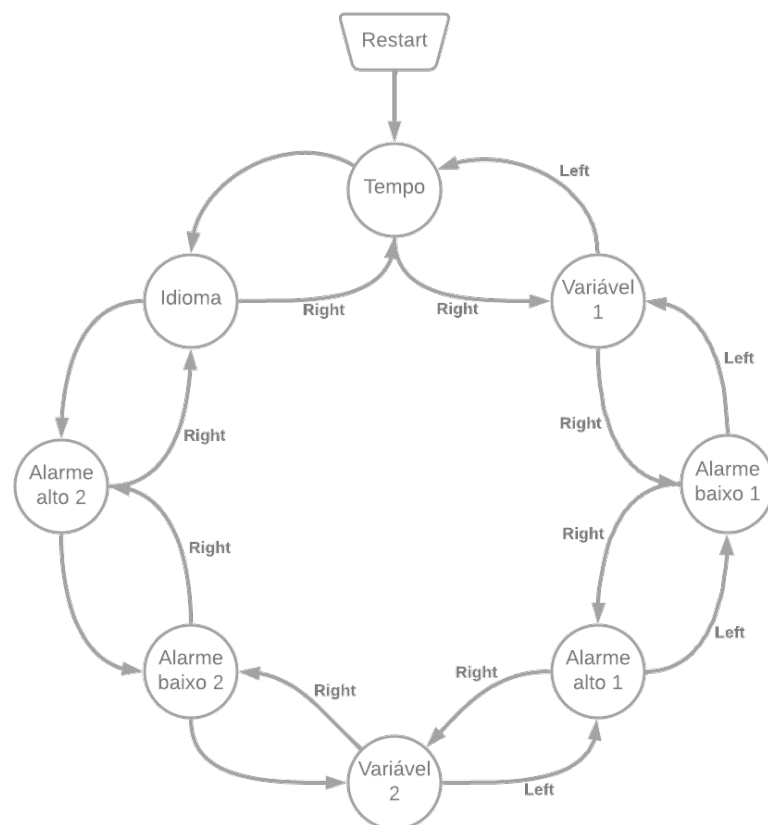 Restart
Left
Tempo
Idioma
Right
Right
Variável
1
Left
Right
Right
Alarme
alto 2
Alarme
baixo 1
Right
Right
Left
Alarme
baixo 2
Right
Right
Alarme
alto 1
Variável
2
Left